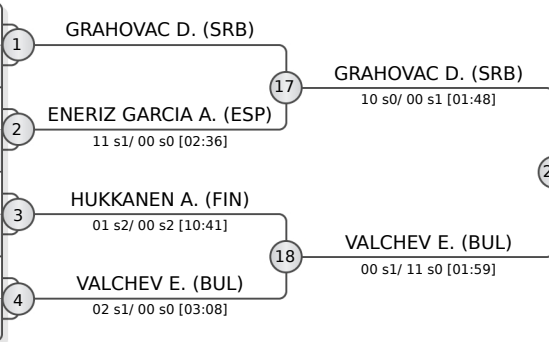 GRAHOVAC D. (SRB)
1
17
GRAHOVAC D. (SRB)
10 s0/ 00 s1 [01:48]
ENERIZ GARCIA A. (ESP)
2
11 s1/ 00 s0 [02:36]
2
HUKKANEN A. (FIN)
3
01 s2/ 00 s2 [10:41]
18
VALCHEV E. (BUL)
00 s1/ 11 s0 [01:59]
VALCHEV E. (BUL)
4
02 s1/ 00 s0 [03:08]